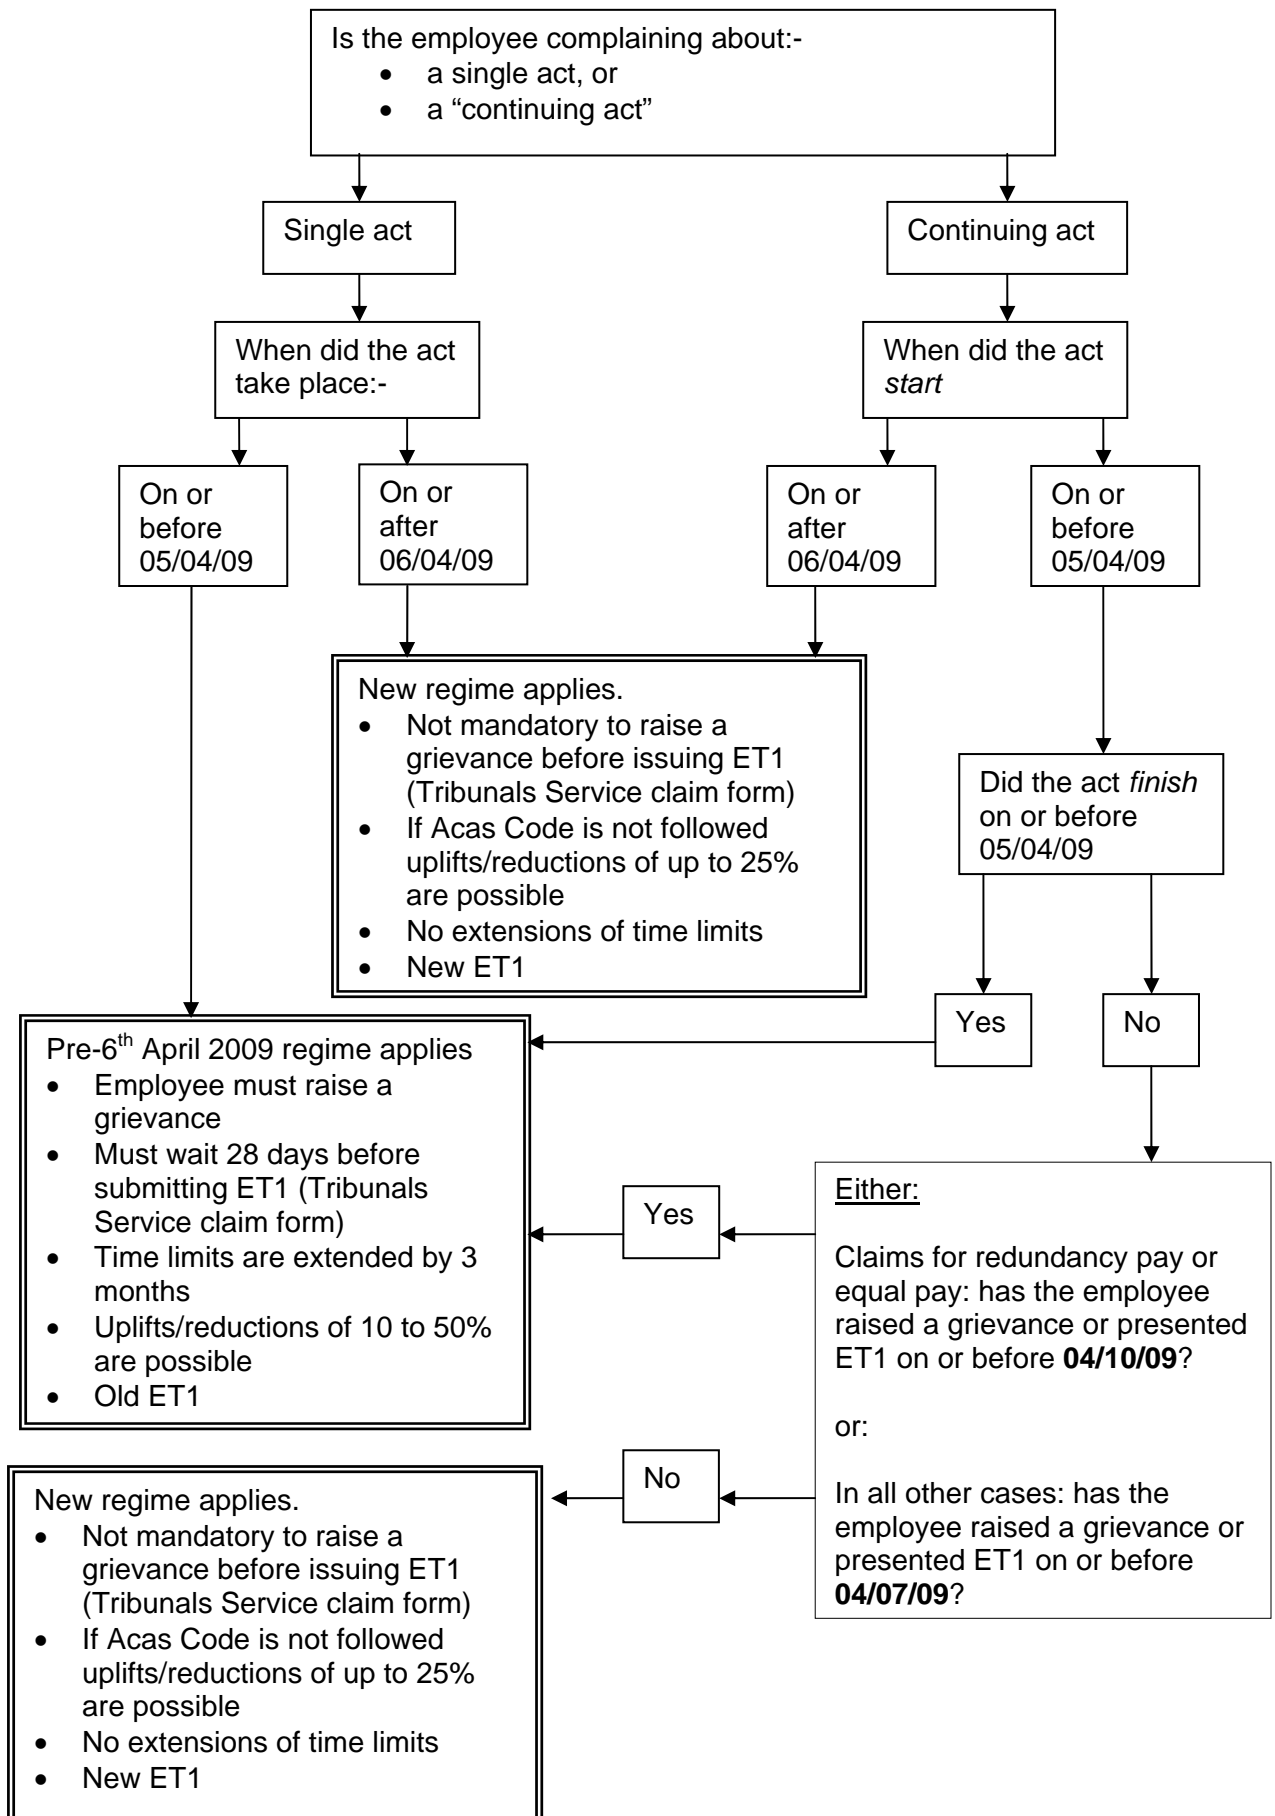 Is the employee complaining about:-
• a single act, or
• a “continuing act”
Single act
Continuing act
When did the act
take place:-
When did the act
start
On or
before
05/04/09
On or
after
06/04/09
On or
after
06/04/09
On or
before
05/04/09
New regime applies.
• Not mandatory to raise a
grievance before issuing ET1
(Tribunals Service claim form)
• If Acas Code is not followed
uplifts/reductions of up to 25%
are possible
• No extensions of time limits
• New ET1
Did the act finish
on or before
05/04/09
Yes
No
Pre-6th April 2009 regime applies
• Employee must raise a
grievance
• Must wait 28 days before
submitting ET1 (Tribunals
Service claim form)
• Time limits are extended by 3
months
• Uplifts/reductions of 10 to 50%
are possible
• Old ET1
Yes
Either:
Claims for redundancy pay or
equal pay: has the employee
raised a grievance or presented
ET1 on or before 04/10/09?
or:
In all other cases: has the
employee raised a grievance or
presented ET1 on or before
04/07/09?
No
New regime applies.
• Not mandatory to raise a
grievance before issuing ET1
(Tribunals Service claim form)
• If Acas Code is not followed
uplifts/reductions of up to 25%
are possible
• No extensions of time limits
• New ET1